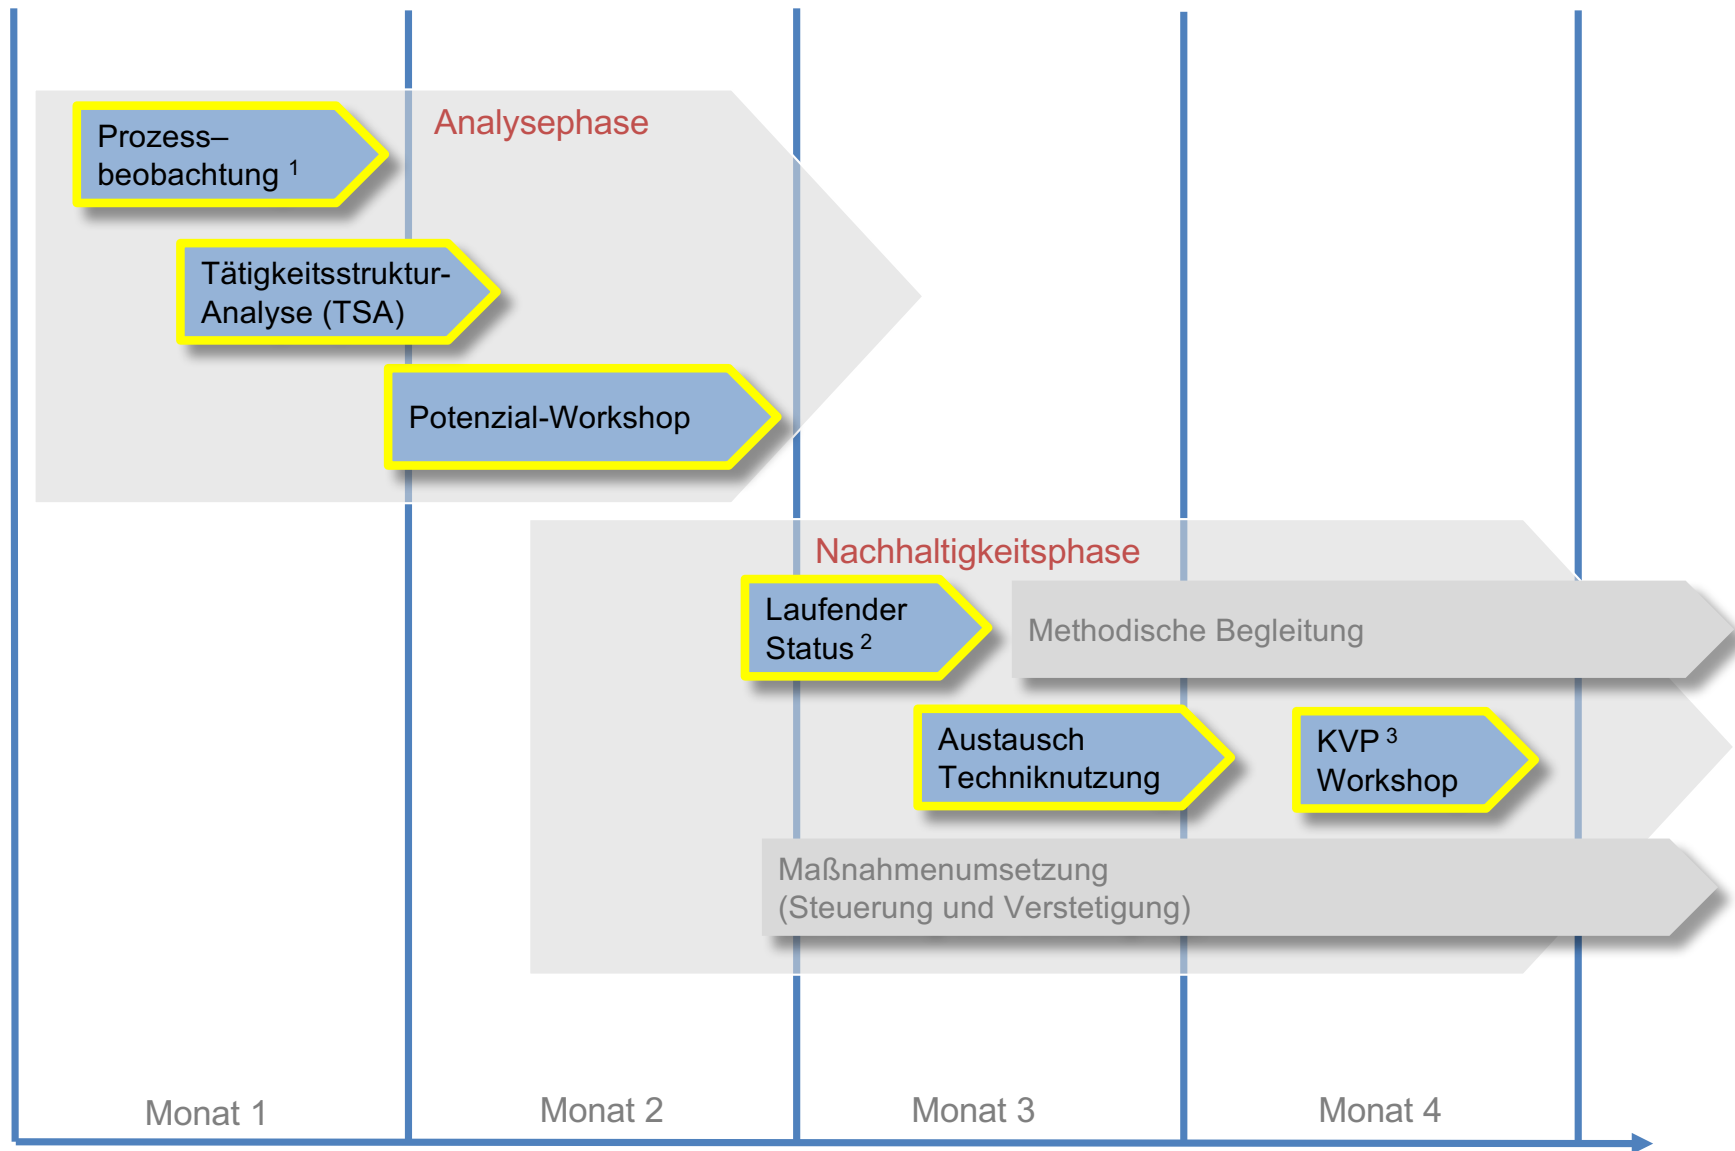 Analysephase
Prozess–
beobachtung ¹
Tätigkeitsstruktur-
Analyse (TSA)
Potenzial-Workshop
Nachhaltigkeitsphase
Laufender
Status ²
Methodische Begleitung
Austausch
Techniknutzung
KVP ³
Workshop
Maßnahmenumsetzung
(Steuerung und Verstetigung)
Monat 1
Monat 2
Monat 3
Monat 4